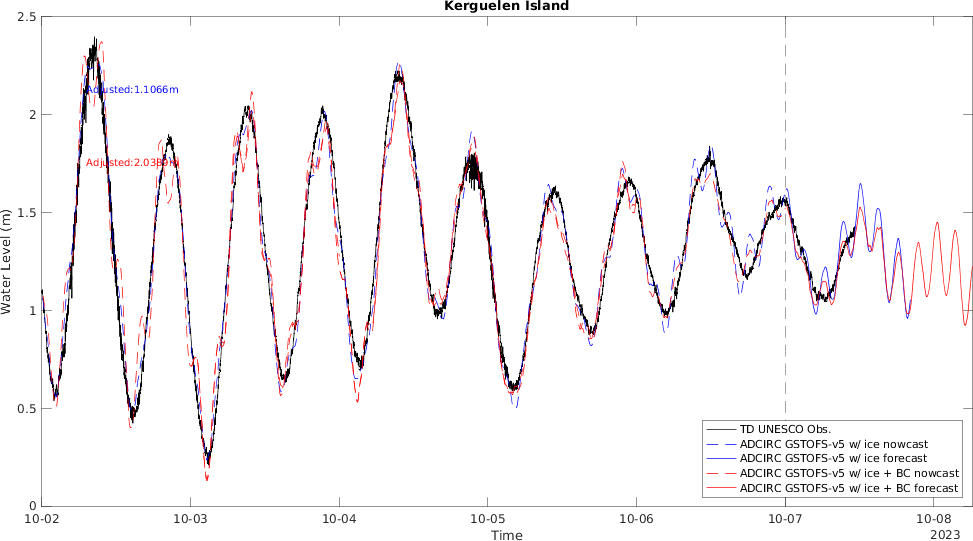 Kerguelen Island
2.5
2
1.5
1
0.5
0
Water Level (m)
Adjusted:1.1066m
10-02
10-03
10-04
10-05
10-06
10-07
10-08
2023
Time
TD UNESCO Obs.
ADCIRC GSTOFS-v5 w/ ice nowcast
ADCIRC GSTOFS-v5 w/ ice forecast
ADCIRC GSTOFS-v5 w/ ice + BC nowcast
ADCIRC GSTOFS-v5 w/ ice + BC forecast